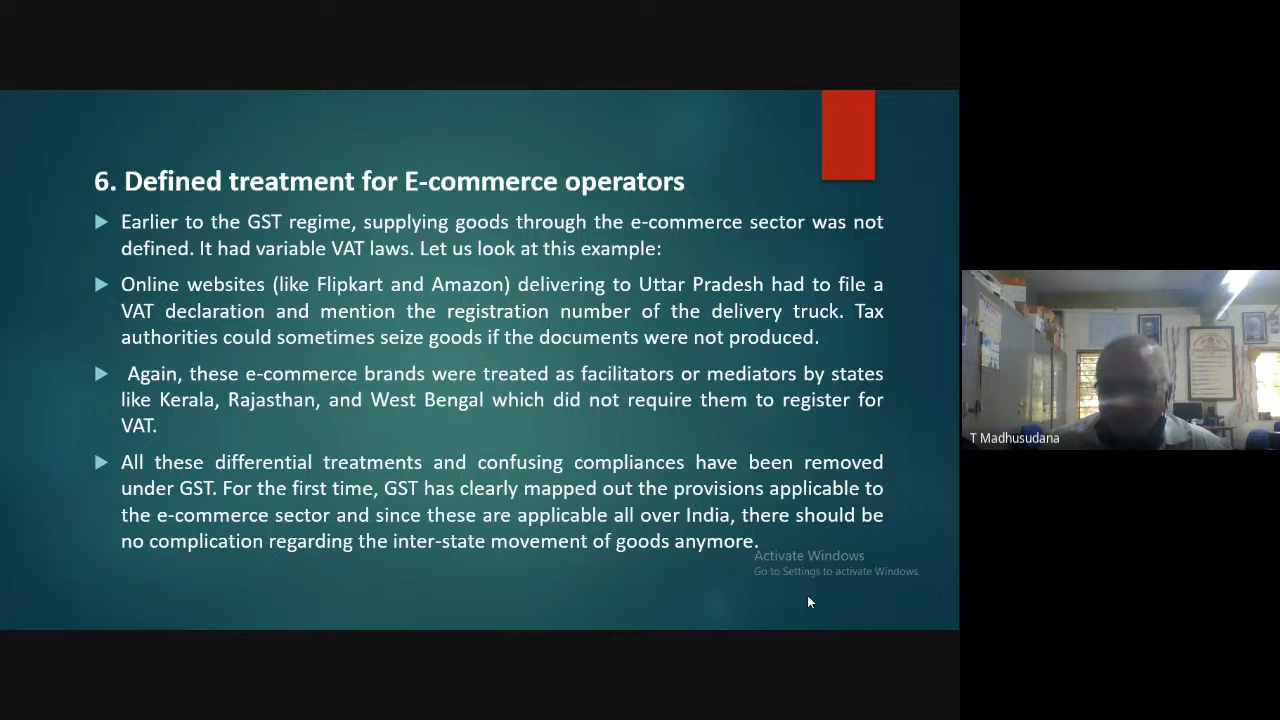 6. Defined treatment for E-commerce operators
Earlier to the GST regime, supplying goods through the e-commerce sector was not
defined. It had variable VAT laws. Let us look at this example:
Online websites (like Flipkart and Amazon) delivering to Uttar Pradesh had to file a
VAT declaration and mention the registration number of the delivery truck. Tax
authorities could sometimes seize goods if the documents were not produced.
Again, these e-commerce brands were treated as facilitators or mediators by states
like Kerala, Rajasthan, and West Bengal which did not require them to register for
VAT.
All these differential treatments and confusing compliances have been removed
under GST. For the first time, GST has clearly mapped out the provisions applicable to
the e-commerce sector and since these are applicable all over India, there should be
no complication regarding the inter-state movement of goods anymore.
Activate Windows
Go to Settings to activate Windows.
T Madhusudana